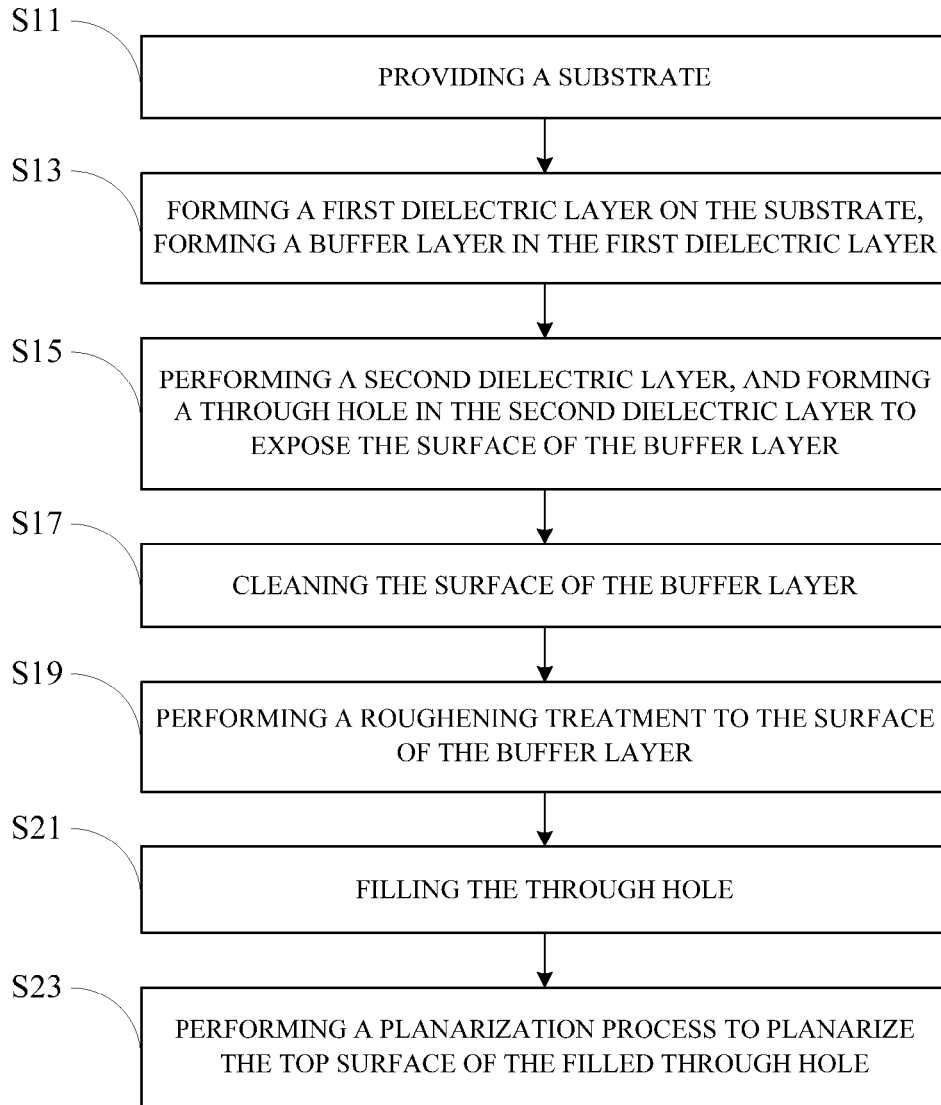 S11
PROVIDING A SUBSTRATE
S13
FORMING A FIRST DIELECTRIC LAYER ON THE SUBSTRATE,
FORMING A BUFFER LAYER IN THE FIRST DIELECTRIC LAYER
S15
PERFORMING A SECOND DIELECTRIC LAYER, AND FORMING
A THROUGH HOLE IN THE SECOND DIELECTRIC LAYER TO
EXPOSE THE SURFACE OF THE BUFFER LAYER
S17
CLEANING THE SURFACE OF THE BUFFER LAYER
S19
PERFORMING A ROUGHENING TREATMENT TO THE SURFACE
OF THE BUFFER LAYER
S21
FILLING THE THROUGH HOLE
S23
PERFORMING A PLANARIZATION PROCESS TO PLANARIZE
THE TOP SURFACE OF THE FILLED THROUGH HOLE